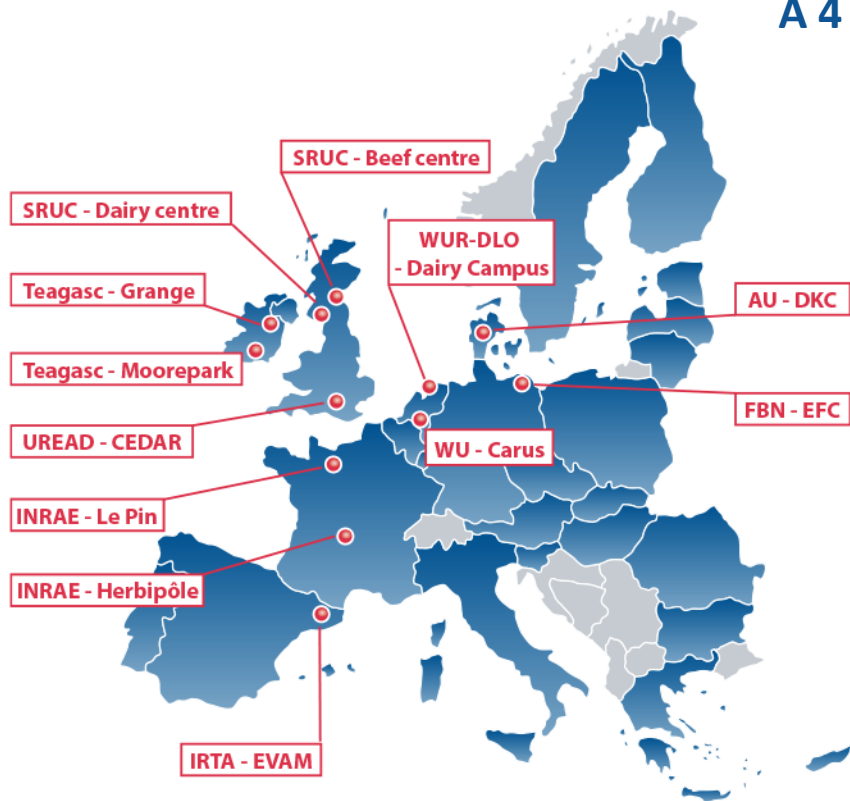 A 4
SRUC - Beef centre
SRUC - Dairy centre
WUR-DLO
- Dairy Campus
Teagasc - Grange
AU - DKC
Teagasc - Moorepark
FBN - EFC
UREAD - CEDAR
WU - Carus
INRAE - Le Pin
INRAE - Herbipôle
IRTA - EVAM